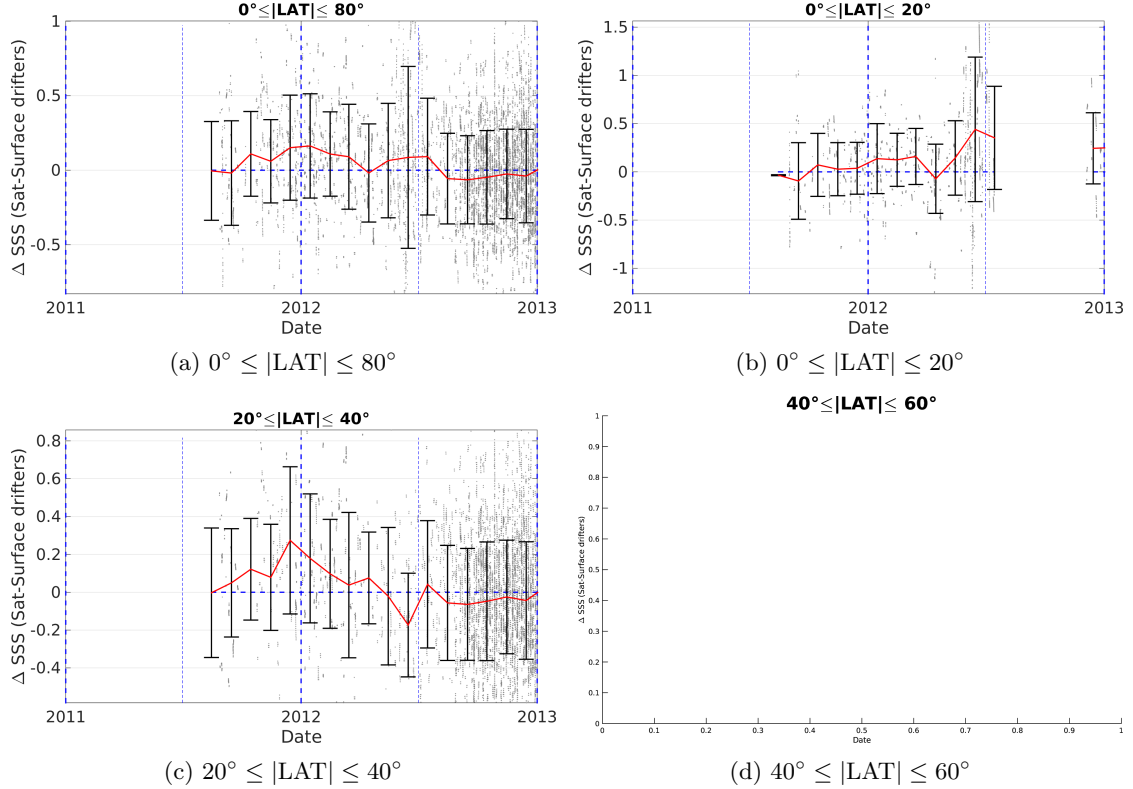 0°≤|LAT|≤ 80°
1
0.5
0
-0.5
Δ SSS (Sat-Surface drifters)
2011
2012
2013
Date
(a) 0° ≤ |LAT| ≤ 80°
0°≤|LAT|≤ 20°
1.5
1
0.5
0
-0.5
-1
Δ SSS (Sat-Surface drifters)
2011
2012
2013
Date
(b) 0° ≤ |LAT| ≤ 20°
20°≤|LAT|≤ 40°
0.8
0.6
0.4
0.2
0
-0.2
-0.4
Δ SSS (Sat-Surface drifters)
2011
2012
2013
Date
(c) 20° ≤ |LAT| ≤ 40°
40°≤|LAT|≤ 60°
1
0.9
0.8
0.7
0.6
0.5
0.4
0.3
0.2
0.1
0
Δ SSS (Sat-Surface drifters)
0 0.1 0.2 0.3 0.4 0.5 0.6 0.7 0.8 0.9 1
Date
(d) 40° ≤ |LAT| ≤ 60°